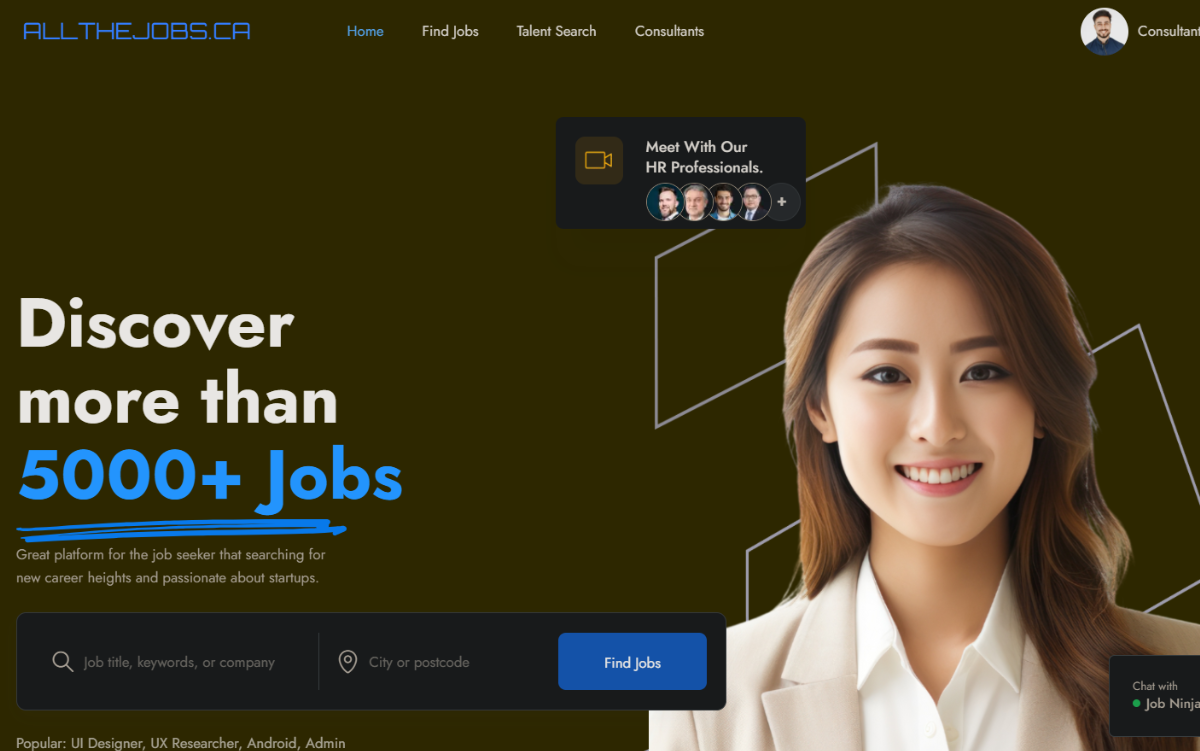 ALLTHEJOBS.CA
Home
Find Jobs
Talent Search
Consultants
Consultant
Meet With Our
HR Professionals.
+
Discover
more than
5000+ Jobs
Great platform for the job seeker that searching for
new career heights and passionate about startups.
Job title, keywords, or company
City or postcode
Find Jobs
Chat with
Job Ninja
Popular: UI Designer, UX Researcher, Android, Admin